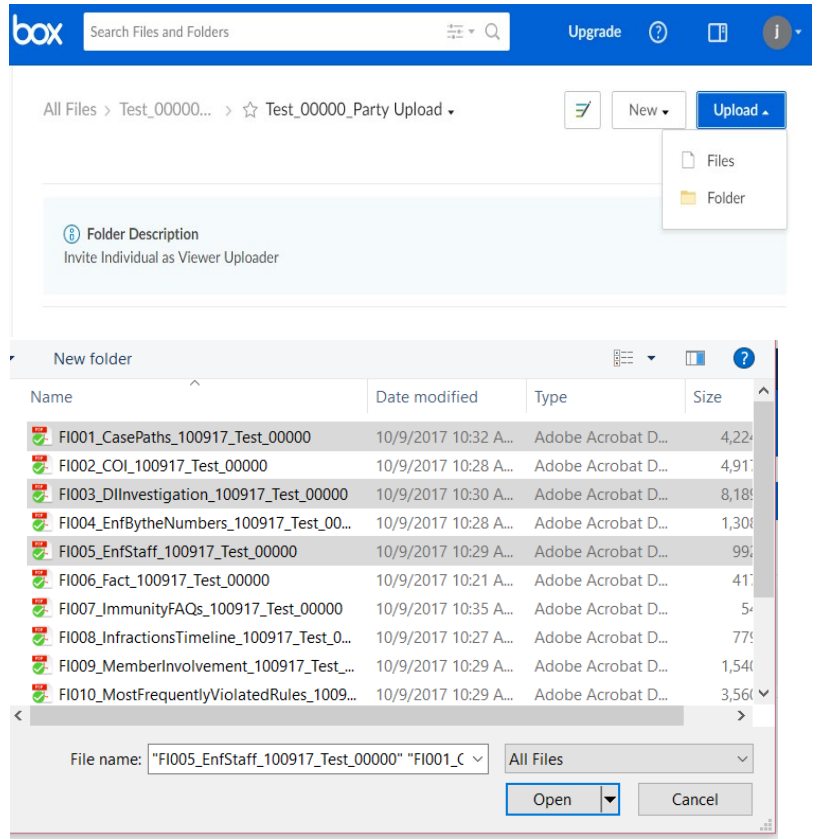 box Search Files and Folders Upgrade ? j
All Files > Test_00000... > Test_00000_Party Upload New Upload
Files
Folder
Folder Description
Invite Individual as Viewer Uploader
New folder ?
Name Date modified Type Size
FI001_CasePaths_100917_Test_00000 10/9/2017 10:32 A... Adobe Acrobat D... 4,224
FI002_COI_100917_Test_00000 10/9/2017 10:28 A... Adobe Acrobat D... 4,917
FI003_DIInvestigation_100917_Test_00000 10/9/2017 10:30 A... Adobe Acrobat D... 8,189
FI004_EnfBytheNumbers_100917_Test_00... 10/9/2017 10:28 A... Adobe Acrobat D... 1,308
FI005_EnfStaff_100917_Test_00000 10/9/2017 10:29 A... Adobe Acrobat D... 992
FI006_Fact_100917_Test_00000 10/9/2017 10:21 A... Adobe Acrobat D... 417
FI007_ImmunityFAQs_100917_Test_00000 10/9/2017 10:35 A... Adobe Acrobat D...
FI008_InfractionsTimeline_100917_Test_0... 10/9/2017 10:27 A... Adobe Acrobat D... 779
FI009_MemberInvolvement_100917_Test_... 10/9/2017 10:29 A... Adobe Acrobat D... 1,540
FI010_MostFrequentlyViolatedRules_1009... 10/9/2017 10:29 A... Adobe Acrobat D... 3,560
File name: "FI005_EnfStaff_100917_Test_00000" "FI001_C All Files
Open Cancel